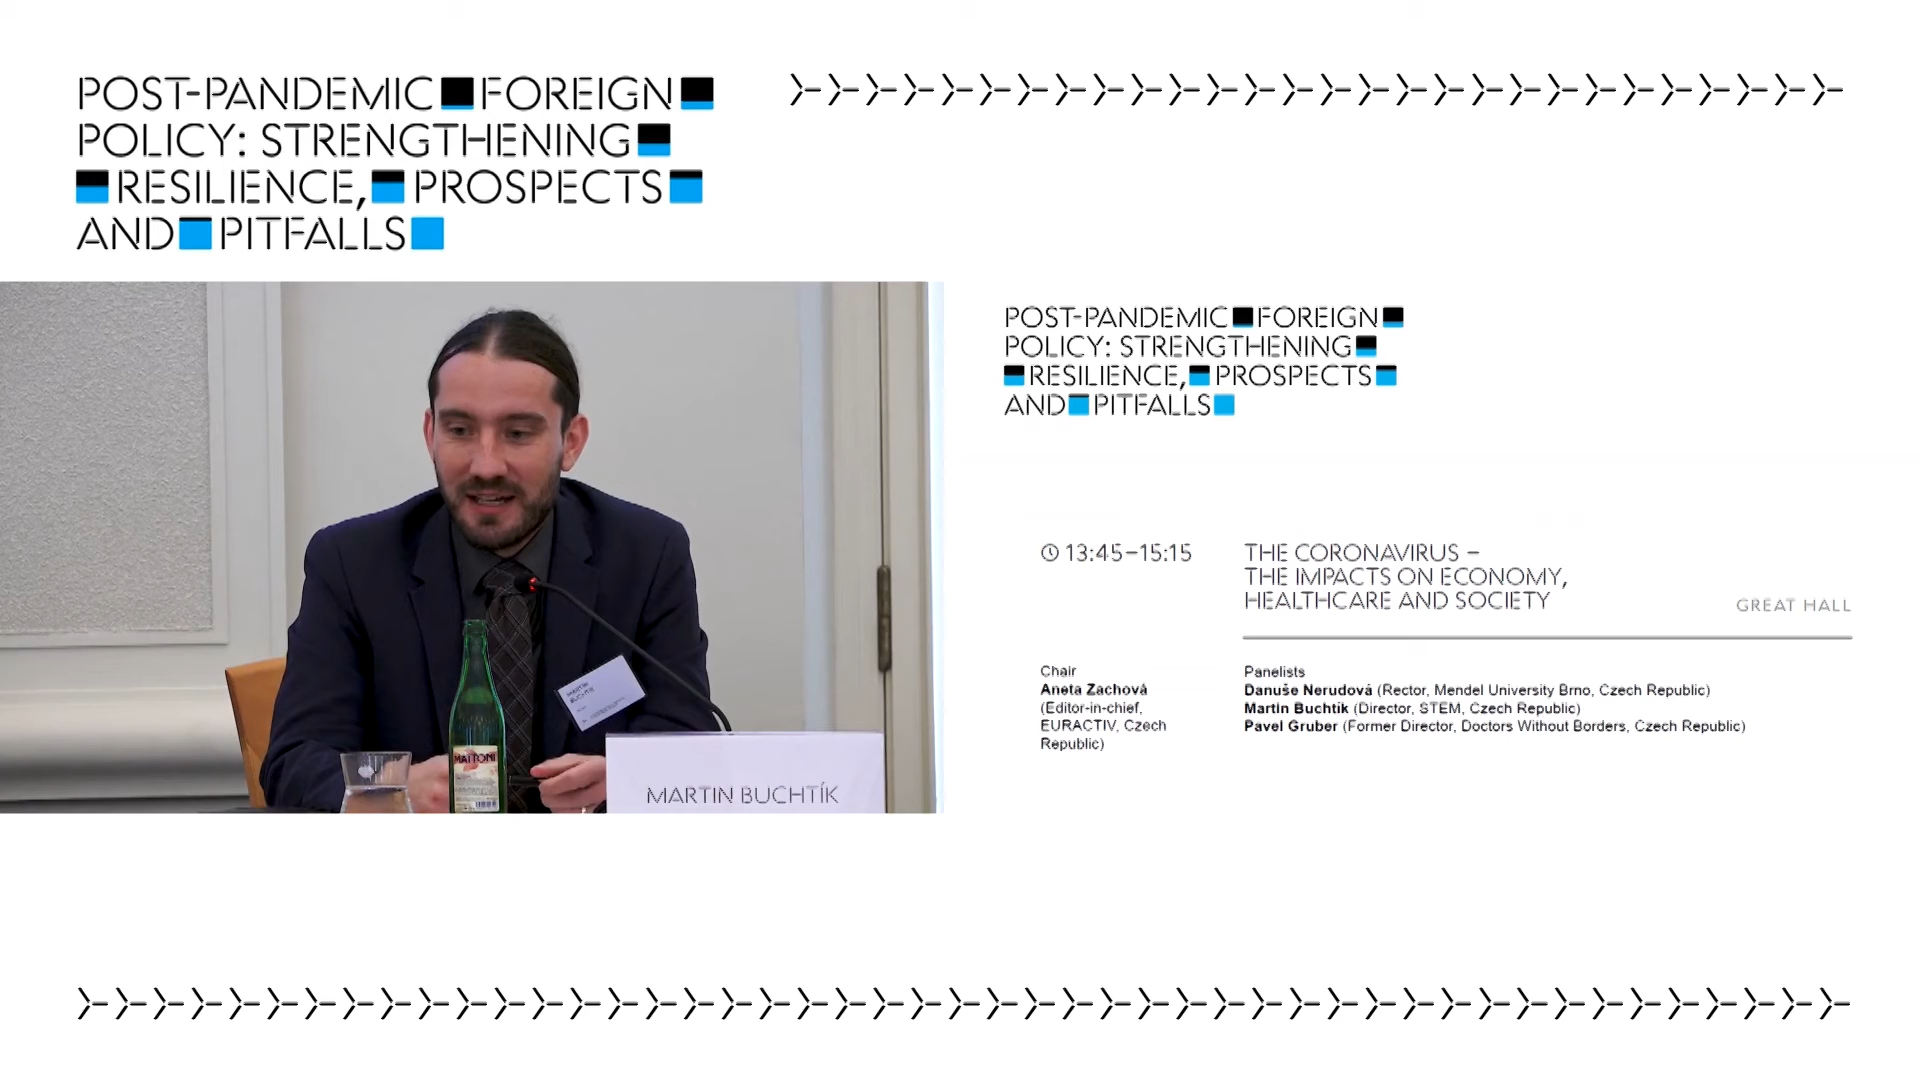 POST-PANDEMIC FOREIGN
POLICY: STRENGTHENING
RESILIENCE, PROSPECTS
AND PITFALLS
POST-PANDEMIC FOREIGN
POLICY: STRENGTHENING
RESILIENCE, PROSPECTS
AND PITFALLS
13:45–15:15
THE CORONAVIRUS –
THE IMPACTS ON ECONOMY,
HEALTHCARE AND SOCIETY
GREAT HALL
Chair
Aneta Zachová
(Editor-in-chief,
EURACTIV, Czech
Republic)
Panelists
Danuše Nerudová (Rector, Mendel University Brno, Czech Republic)
Martin Buchtík (Director, STEM, Czech Republic)
Pavel Gruber (Former Director, Doctors Without Borders, Czech Republic)
MARTIN
BUCHTÍK
MATTONI
MARTIN BUCHTÍK